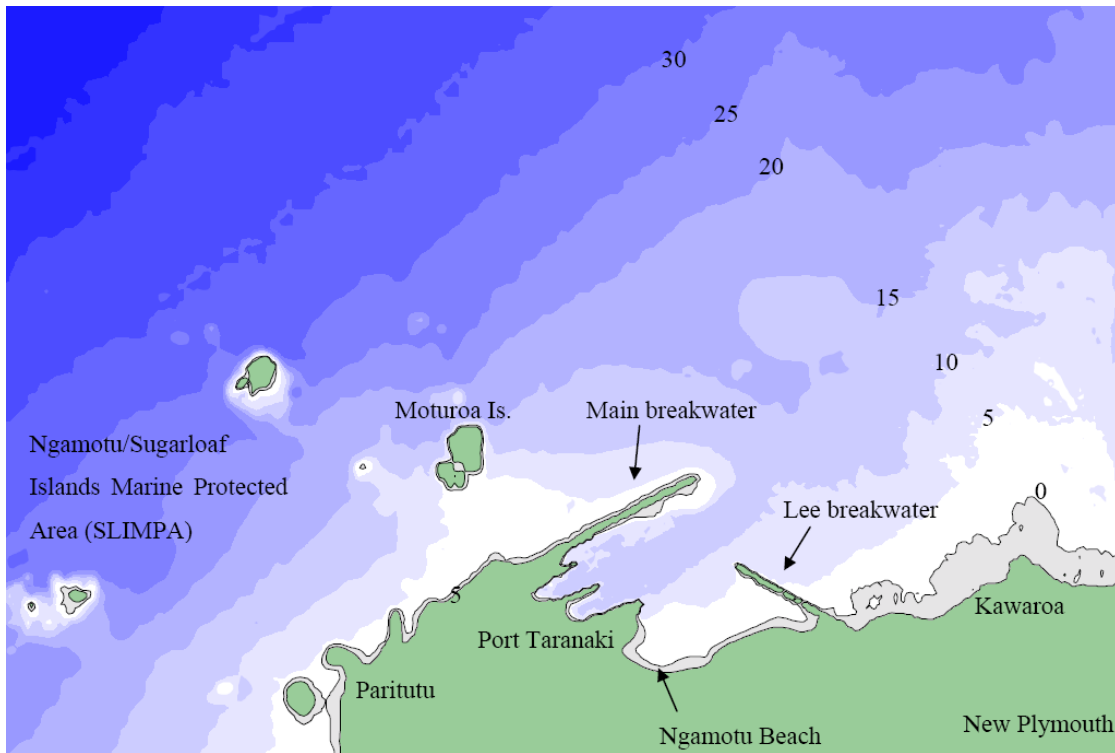 30
25
20
15
10
5
0
Moturoa Is.
Main breakwater
Ngamotu/Sugarloaf
Islands Marine Protected
Area (SLIMPA)
Lee breakwater
5
Kawaroa
Port Taranaki
Paritutu
Ngamotu Beach
New Plymouth